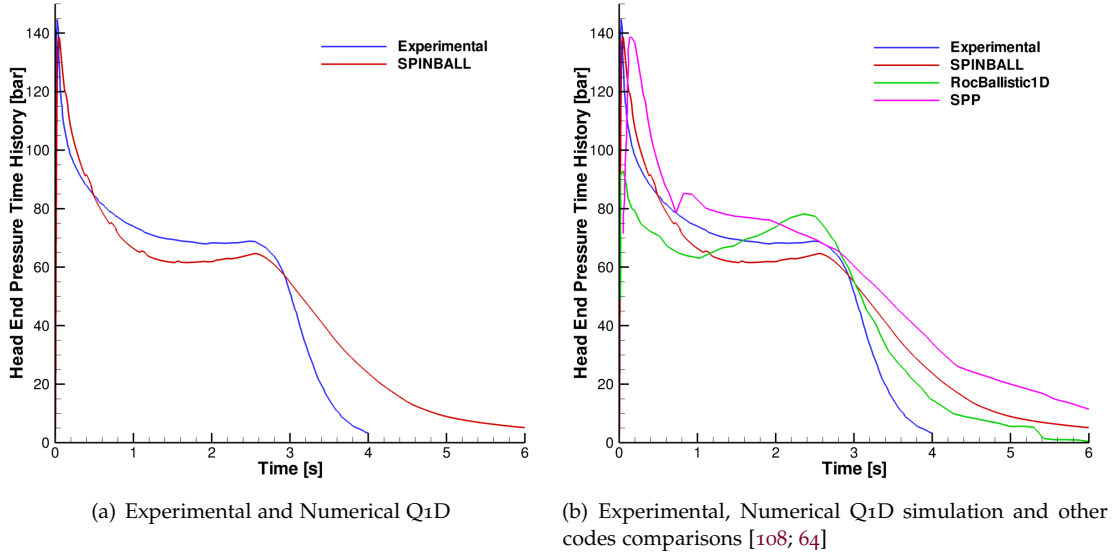 Head End Pressure Time History [bar]
140
120
100
80
60
40
20
0
0
1
2
3
4
5
6
Time [s]
Experimental
SPINBALL
(a) Experimental and Numerical Q1D
Head End Pressure Time History [bar]
140
120
100
80
60
40
20
0
0
1
2
3
4
5
6
Time [s]
Experimental
SPINBALL
RocBallistic1D
SPP
(b) Experimental, Numerical Q1D simulation and other
codes comparisons [108; 64]